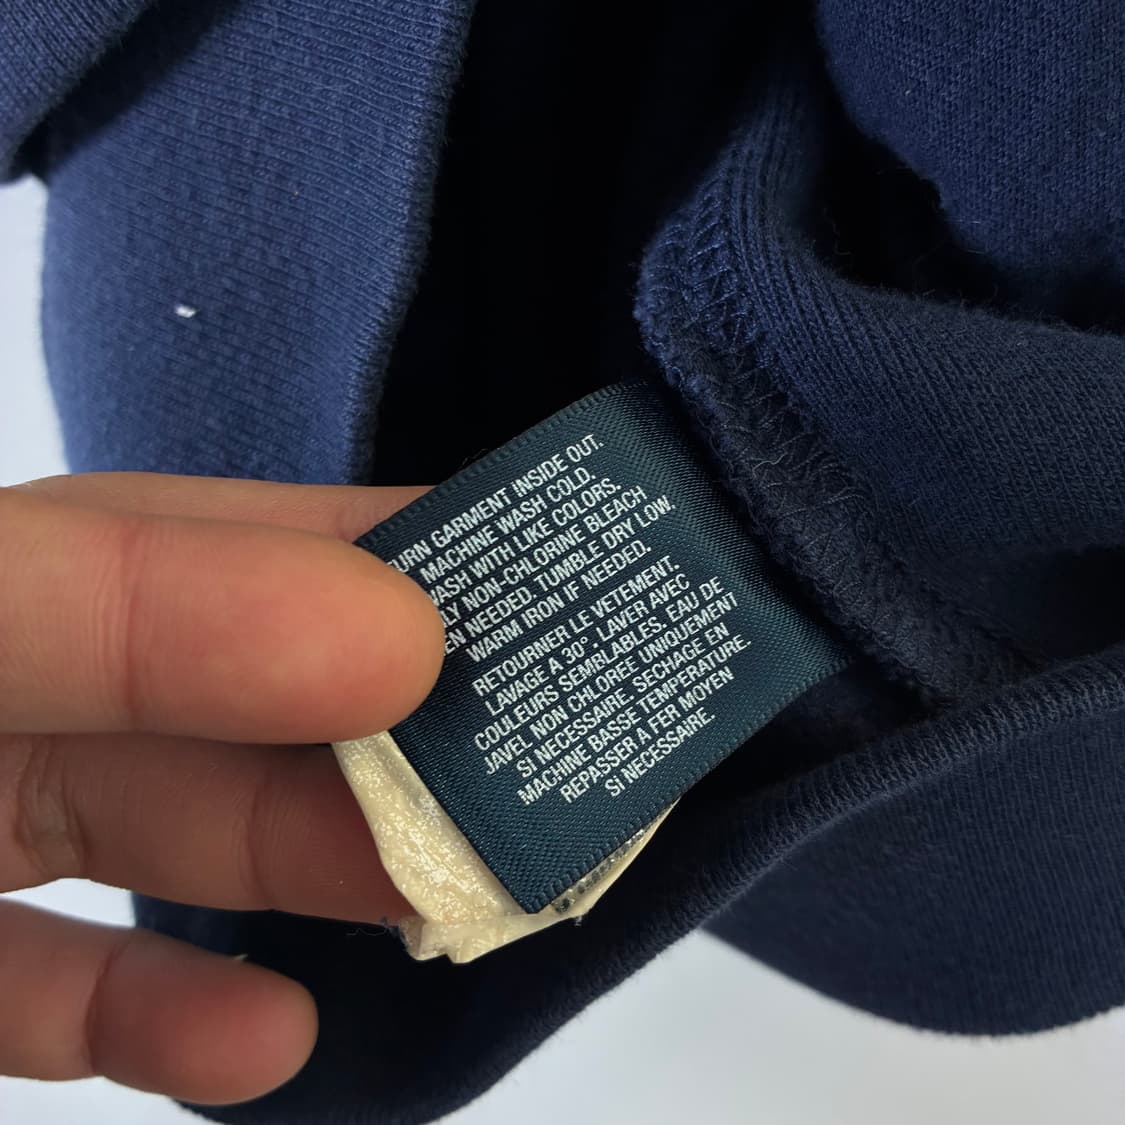 TURN GARMENT INSIDE OUT.
MACHINE WASH COLD.
WASH WITH LIKE COLORS.
ONLY NON-CHLORINE BLEACH
WHEN NEEDED. TUMBLE DRY LOW.
WARM IRON IF NEEDED.
RETOURNER LE VETEMENT.
LAVAGE A 30°. LAVER AVEC
COULEURS SEMBLABLES. EAU DE
JAVEL NON CHLOREE UNIQUEMENT
SI NECESSAIRE. SECHAGE EN
MACHINE BASSE TEMPERATURE.
REPASSER A FER MOYEN
SI NECESSAIRE.